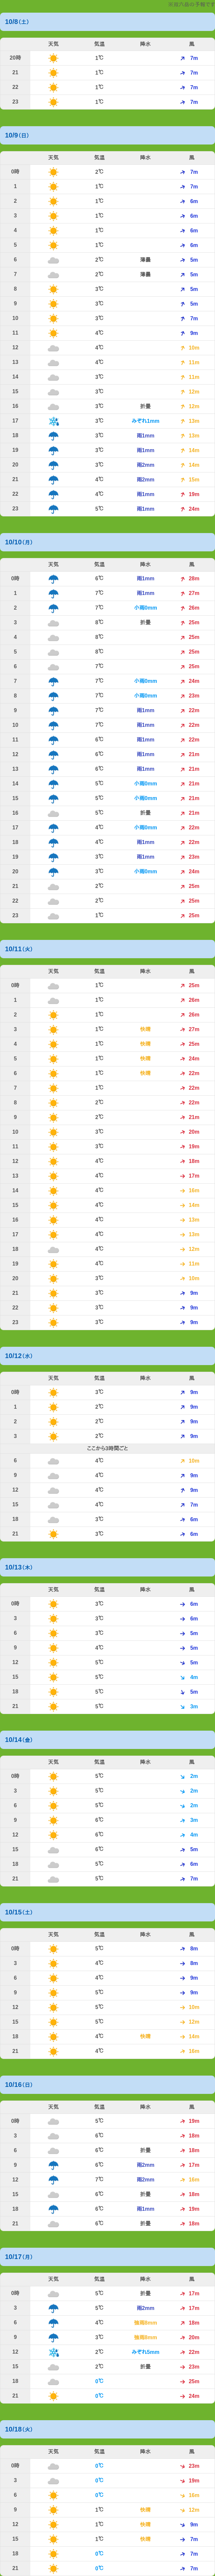 10/8(土)
天気 気温 降水 風
20時 1℃ 7m
21 1℃ 7m
22 1℃ 7m
23 1℃ 7m
10/9(日)
天気 気温 降水 風
0時 2℃ 7m
1 1℃ 7m
2 1℃ 6m
3 1℃ 6m
4 1℃ 6m
5 1℃ 6m
6 2℃ 薄曇 5m
7 2℃ 薄曇 5m
8 3℃ 5m
9 3℃ 5m
10 3℃ 7m
11 4℃ 9m
12 4℃ 10m
13 4℃ 11m
14 3℃ 11m
15 3℃ 12m
16 3℃ 折曇 12m
17 3℃ みぞれ1mm 13m
18 3℃ 雨1mm 13m
19 3℃ 雨1mm 14m
20 3℃ 雨2mm 14m
21 4℃ 雨2mm 15m
22 4℃ 雨1mm 19m
23 5℃ 雨1mm 24m
10/10(月)
天気 気温 降水 風
0時 6℃ 雨1mm 28m
1 7℃ 雨1mm 27m
2 7℃ 小雨0mm 26m
3 8℃ 折曇 25m
4 8℃ 25m
5 8℃ 25m
6 7℃ 25m
7 7℃ 小雨0mm 24m
8 7℃ 小雨0mm 23m
9 7℃ 雨1mm 22m
10 7℃ 雨1mm 22m
11 6℃ 雨1mm 22m
12 6℃ 雨1mm 21m
13 6℃ 雨1mm 21m
14 5℃ 小雨0mm 21m
15 5℃ 小雨0mm 21m
16 5℃ 折曇 21m
17 4℃ 小雨0mm 22m
18 4℃ 雨1mm 22m
19 3℃ 雨1mm 23m
20 3℃ 小雨0mm 24m
21 2℃ 25m
22 2℃ 25m
23 1℃ 25m
10/11(火)
天気 気温 降水 風
0時 1℃ 25m
1 1℃ 26m
2 1℃ 26m
3 1℃ 快晴 27m
4 1℃ 快晴 25m
5 1℃ 快晴 24m
6 1℃ 快晴 22m
7 1℃ 22m
8 2℃ 22m
9 2℃ 21m
10 3℃ 20m
11 3℃ 19m
12 4℃ 18m
13 4℃ 17m
14 4℃ 16m
15 4℃ 14m
16 4℃ 13m
17 4℃ 13m
18 4℃ 12m
19 4℃ 11m
20 3℃ 10m
21 3℃ 9m
22 3℃ 9m
23 3℃ 9m
10/12(水)
天気 気温 降水 風
0時 3℃ 9m
1 2℃ 9m
2 2℃ 9m
3 2℃ 9m
ここから3時間ごと
6 4℃ 10m
9 4℃ 9m
12 4℃ 9m
15 4℃ 7m
18 3℃ 6m
21 3℃ 6m
10/13(木)
天気 気温 降水 風
0時 3℃ 6m
3 3℃ 6m
6 3℃ 5m
9 4℃ 5m
12 5℃ 5m
15 5℃ 4m
18 5℃ 5m
21 5℃ 3m
10/14(金)
天気 気温 降水 風
0時 5℃ 2m
3 5℃ 2m
6 5℃ 2m
9 6℃ 3m
12 6℃ 4m
15 6℃ 5m
18 5℃ 6m
21 5℃ 7m
10/15(土)
天気 気温 降水 風
0時 5℃ 8m
3 4℃ 8m
6 4℃ 9m
9 5℃ 9m
12 5℃ 10m
15 5℃ 12m
18 4℃ 快晴 14m
21 4℃ 16m
10/16(日)
天気 気温 降水 風
0時 5℃ 19m
3 6℃ 18m
6 6℃ 折曇 18m
9 6℃ 雨2mm 17m
12 7℃ 雨2mm 16m
15 6℃ 折曇 18m
18 6℃ 雨1mm 19m
21 6℃ 折曇 18m
10/17(月)
天気 気温 降水 風
0時 5℃ 折曇 17m
3 5℃ 雨2mm 17m
6 4℃ 強雨6mm 18m
9 3℃ 強雨8mm 20m
12 2℃ みぞれ5mm 22m
15 2℃ 折曇 23m
18 0℃ 25m
21 0℃ 24m
10/18(火)
天気 気温 降水 風
0時 0℃ 23m
3 0℃ 19m
6 0℃ 16m
9 1℃ 快晴 12m
12 1℃ 快晴 9m
15 1℃ 快晴 7m
18 0℃ 7m
21 0℃ 7m